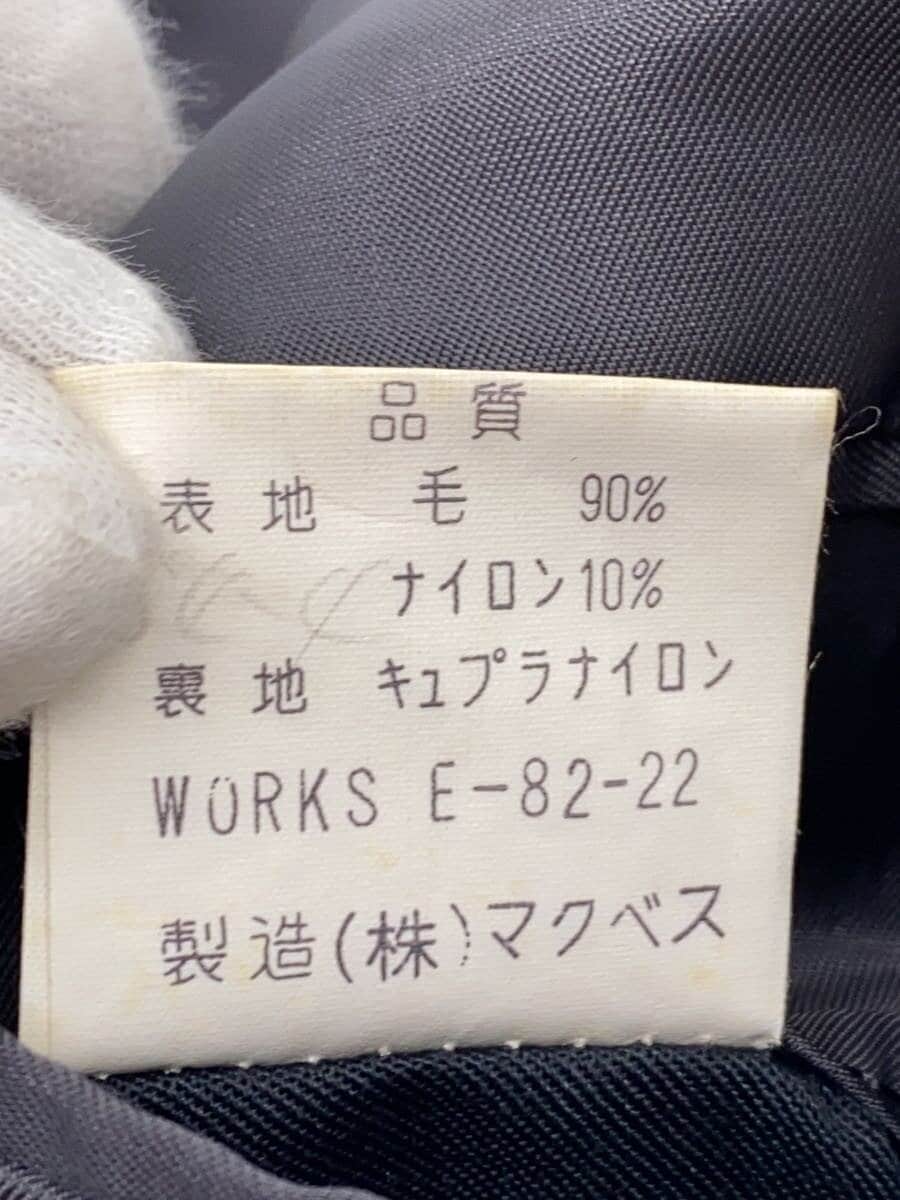 品質
表地 毛 90%
ナイロン10%
裏地 キュプラナイロン
WORKS E-82-22
製造(株)マクベス